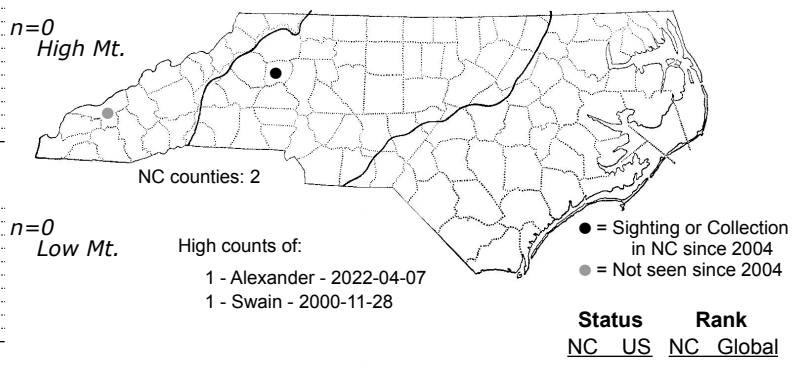 n=0
High Mt.
NC counties: 2
n=0
Low Mt.
High counts of:
1 - Alexander - 2022-04-07
1 - Swain - 2000-11-28
● = Sighting or Collection
in NC since 2004
● = Not seen since 2004
Status Rank
NC US NC Global